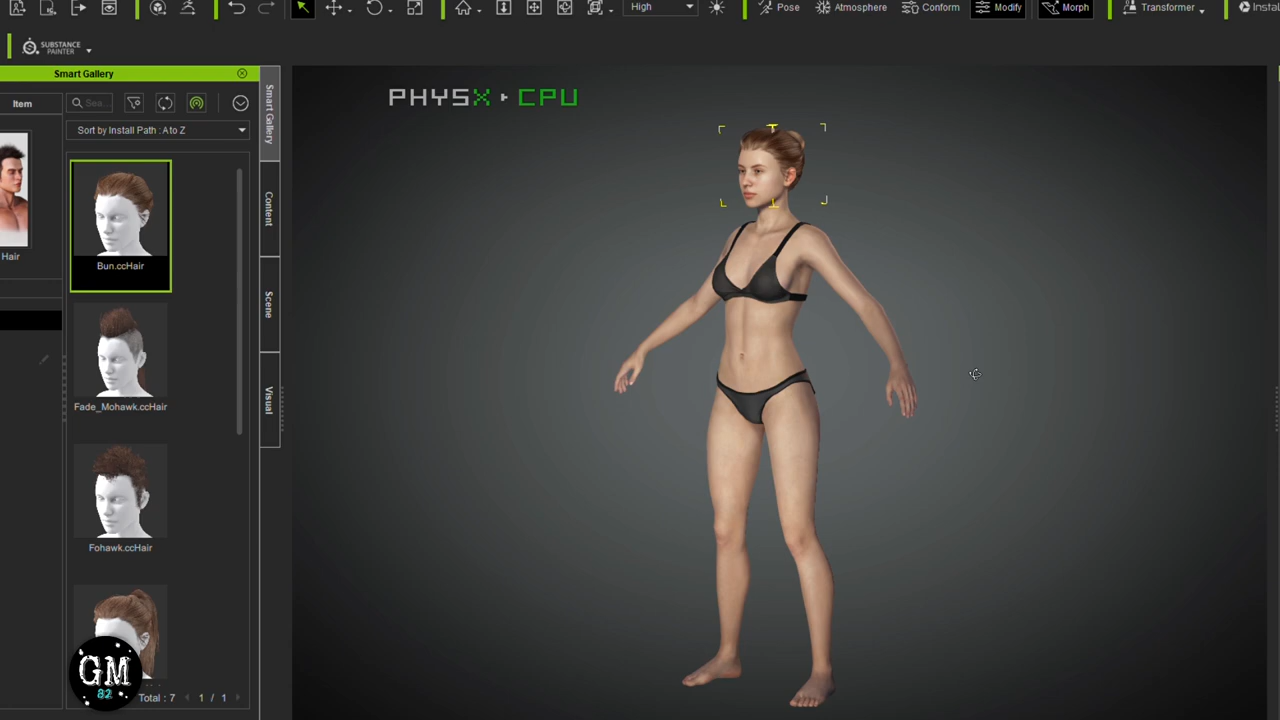 High
Pose
Atmosphere
Conform
Modify
Morph
Transformer
SUBSTANCE
PAINTER
Smart Gallery
Item
Sort by Install Path : A to Z
Hair
Bun.ccHair
Fade_Mohawk.ccHair
Fohawk.ccHair
Total : 7
1 / 1
Smart Gallery
Content
Scene
Visual
PHYSX + CPU
GM
82